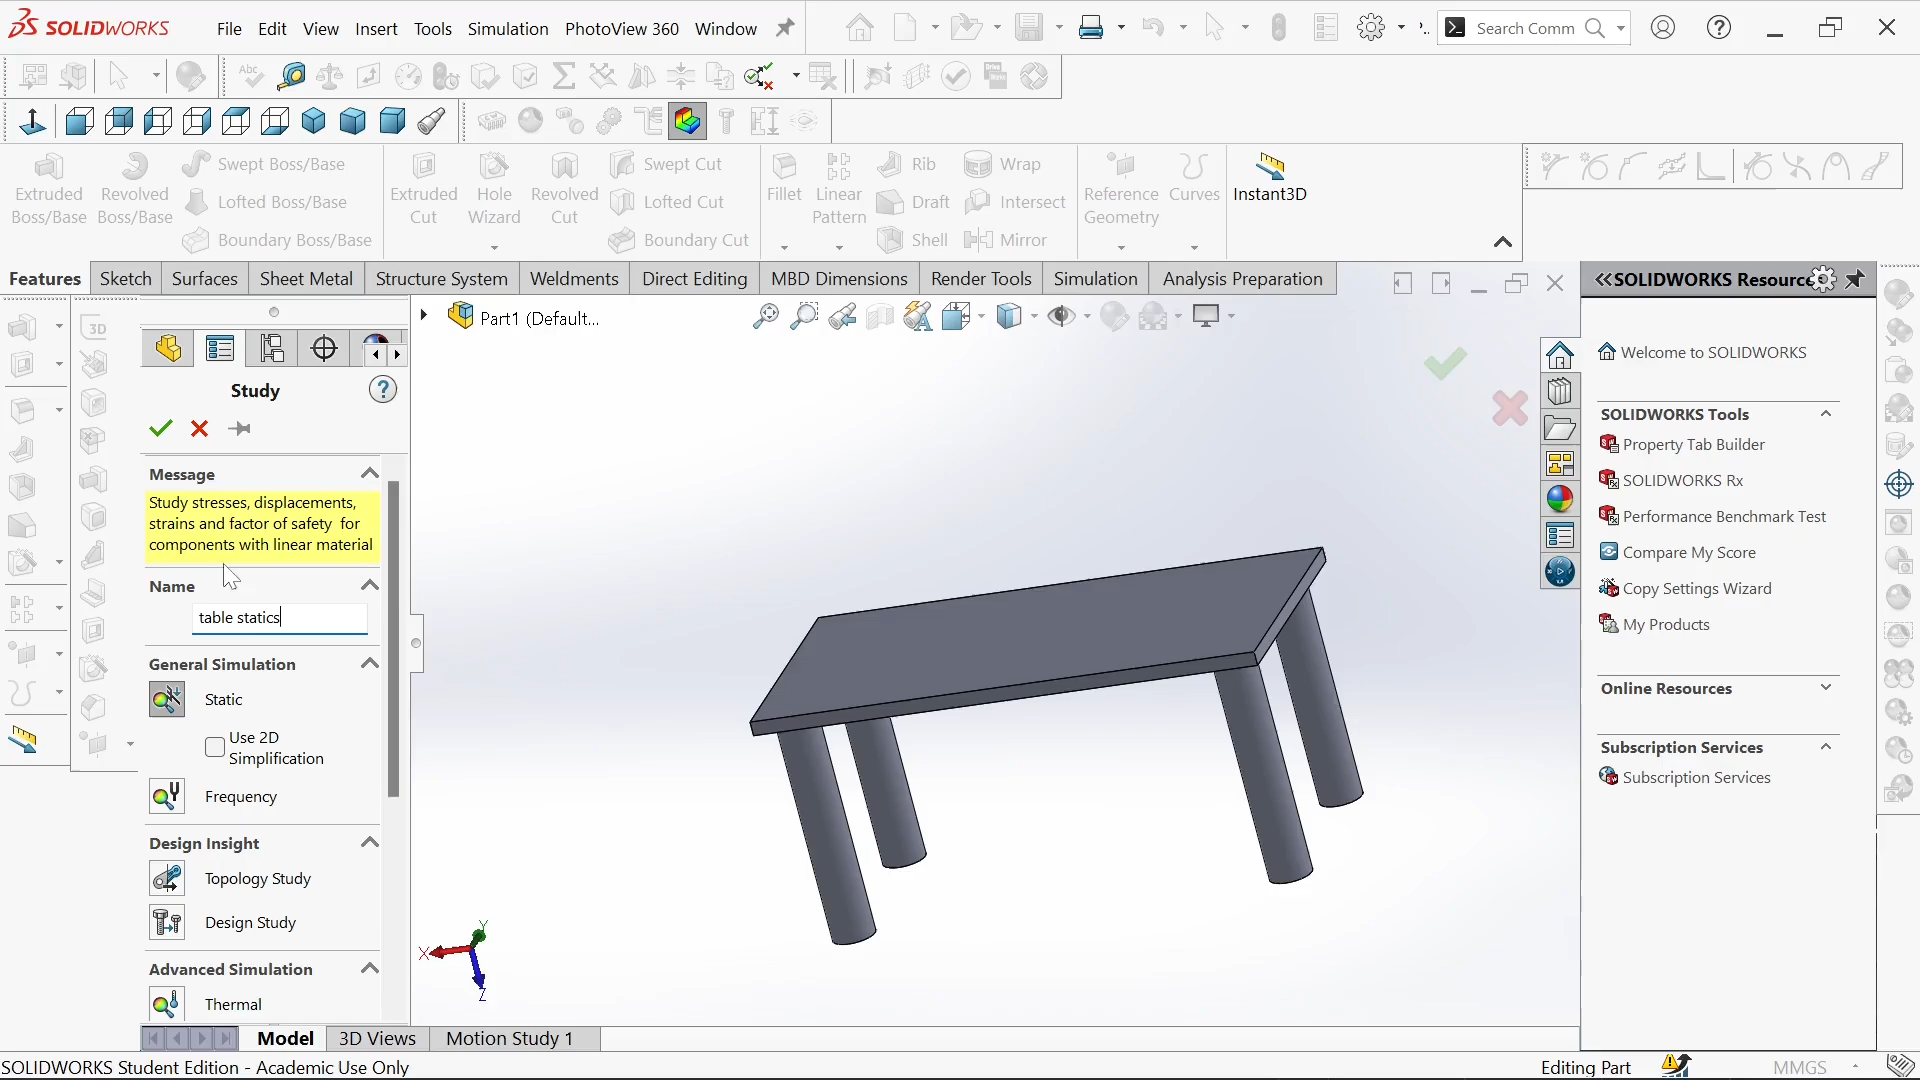 SOLIDWORKS
File Edit View Insert Tools Simulation PhotoView 360 Window
Search Comm
Abc
Extruded Boss/Base
Revolved Boss/Base
Swept Boss/Base
Lofted Boss/Base
Boundary Boss/Base
Extruded Cut
Hole Wizard
Revolved Cut
Swept Cut
Lofted Cut
Boundary Cut
Fillet
Linear Pattern
Rib
Draft
Shell
Wrap
Intersect
Mirror
Reference Geometry
Curves
Instant3D
Features Sketch Surfaces Sheet Metal Structure System Weldments Direct Editing MBD Dimensions Render Tools Simulation Analysis Preparation
3D
Part1 (Default...
Study
Message
Study stresses, displacements,
strains and factor of safety for
components with linear material
Name
table statics
General Simulation
Static
Use 2D
Simplification
Frequency
Design Insight
Topology Study
Design Study
Advanced Simulation
Thermal
X
Y
Z
SOLIDWORKS Resourc
Welcome to SOLIDWORKS
SOLIDWORKS Tools
Property Tab Builder
SOLIDWORKS Rx
Performance Benchmark Test
Compare My Score
Copy Settings Wizard
My Products
Online Resources
Subscription Services
Subscription Services
Model 3D Views Motion Study 1
SOLIDWORKS Student Edition - Academic Use Only
Editing Part
MMGS